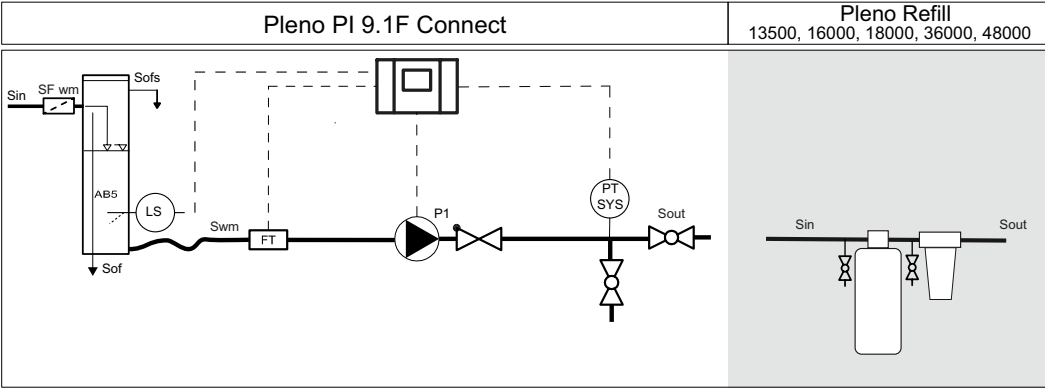 Pleno PI 9.1F Connect
Pleno Refill
13500, 16000, 18000, 36000, 48000
Sin
SF wm
Sofs
AB5
LS
Swm
FT
Sof
P1
PT
SYS
Sout
Sin
Sout